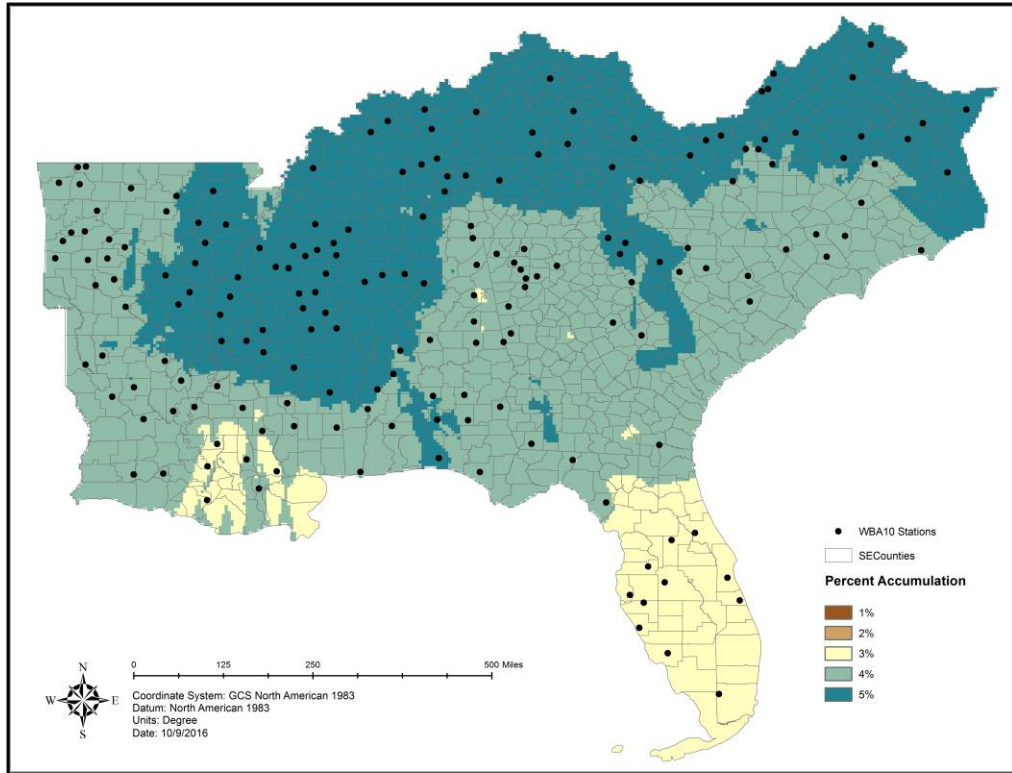 WBA10 Stations
SECounties
Percent Accumulation
1%
2%
3%
4%
5%
N
W
E
S
0 125 250 500 Miles
Coordinate System: GCS North American 1983
Datum: North American 1983
Units: Degree
Date: 10/9/2016